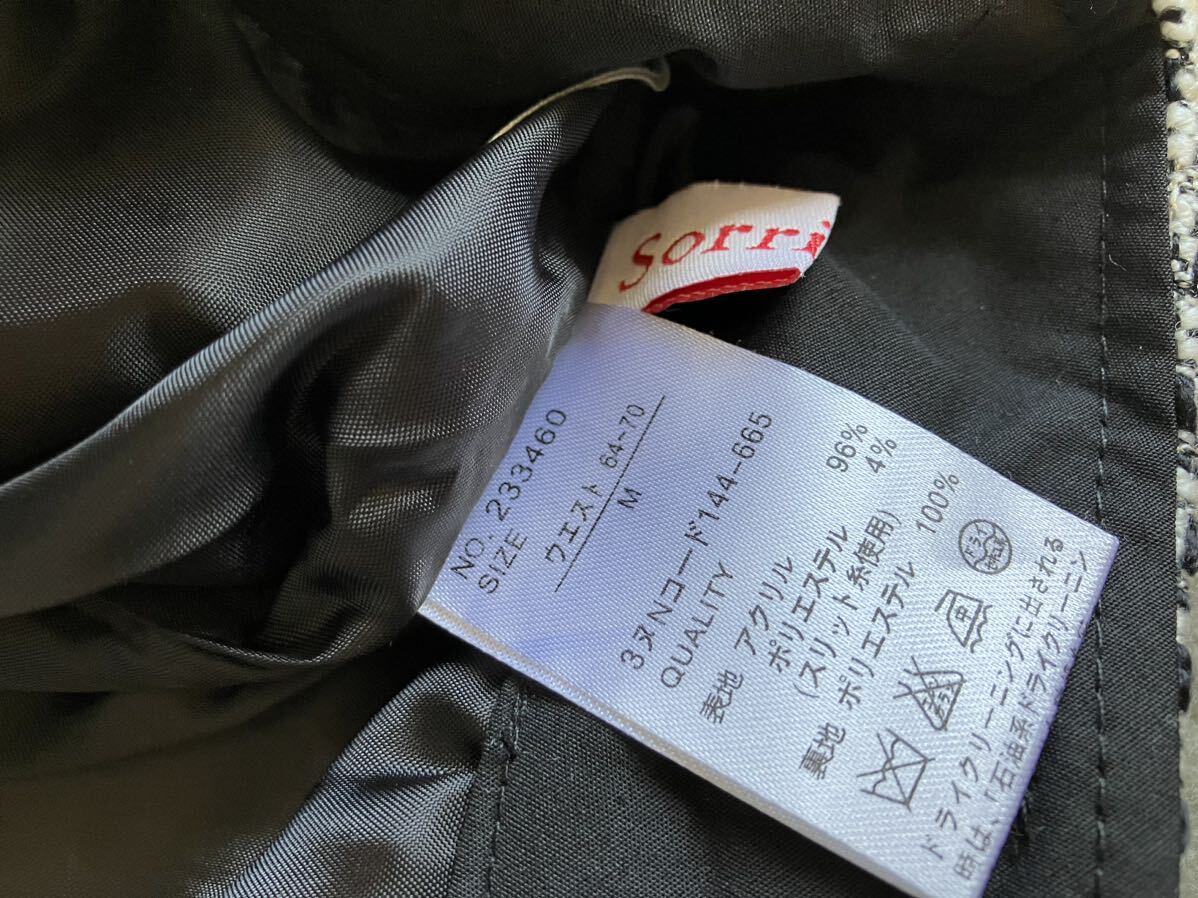 Sorri
NO. 233460
SIZE
ウエスト 64~70
M
3ヌNコード144-665
QUALITY
表地 アクリル 96%
ポリエステル 4%
(スリット糸使用)
裏地 ポリエステル 100%
ドライクリーニングに出される
時は、「石油系ドライクリーニン